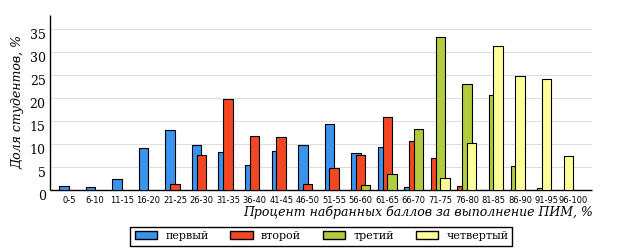 Доля студентов, %
35
30
25
20
15
10
5
0
0-5 6-10 11-15 16-20 21-25 26-30 31-35 36-40 41-45 46-50 51-55 56-60 61-65 66-70 71-75 76-80 81-85 86-90 91-95 96-100
Процент набранных баллов за выполнение ПИМ, %
первый второй третий четвертый